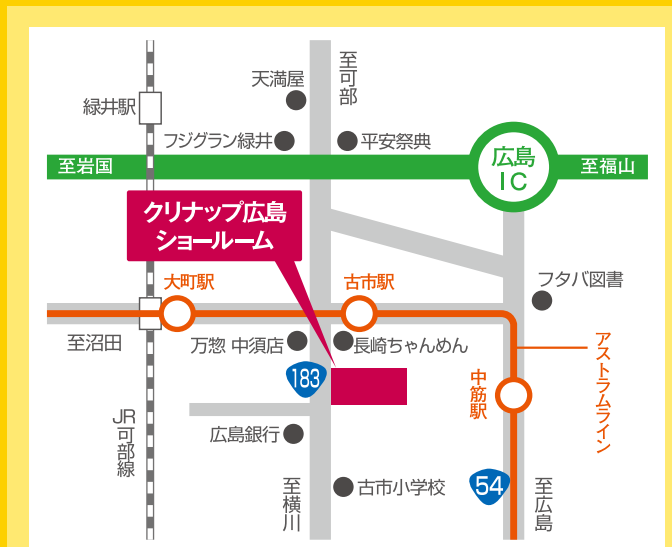 至可部
天満屋
緑井駅
フジグラン緑井
平安祭典
至岩国
広島
IC
至福山
クリナップ広島
ショールーム
大町駅
古市駅
フタバ図書
至沼田
万惣 中須店
長崎ちゃんめん
アストラムライン
183
中筋駅
JR可部線
広島銀行
至横川
古市小学校
54
至広島